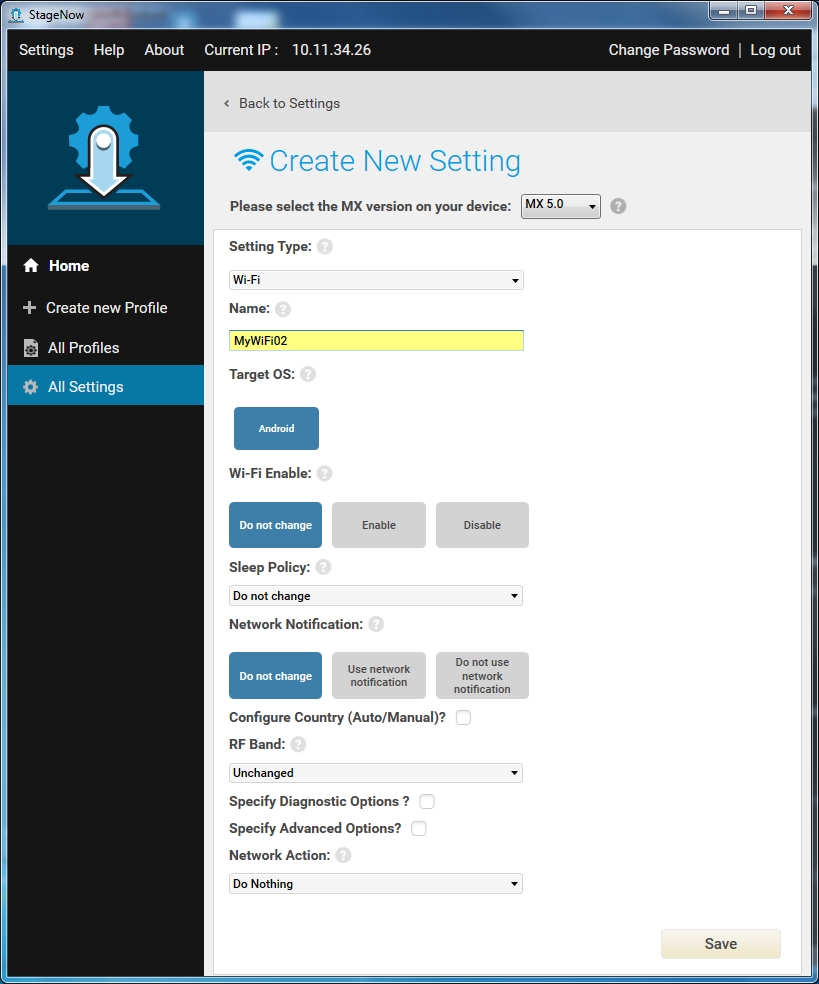 StageNow
Settings Help About Current IP : 10.11.34.26 Change Password | Log out
‹ Back to Settings
Create New Setting
Please select the MX version on your device: MX 5.0 ?
Home
Create new Profile
All Profiles
All Settings
Setting Type: ?
Wi-Fi
Name: ?
MyWiFi02
Target OS: ?
Android
Wi-Fi Enable: ?
Do not change Enable Disable
Sleep Policy: ?
Do not change
Network Notification: ?
Do not change
Use network
notification
Do not use
network
notification
Configure Country (Auto/Manual)?
RF Band: ?
Unchanged
Specify Diagnostic Options ?
Specify Advanced Options?
Network Action: ?
Do Nothing
Save